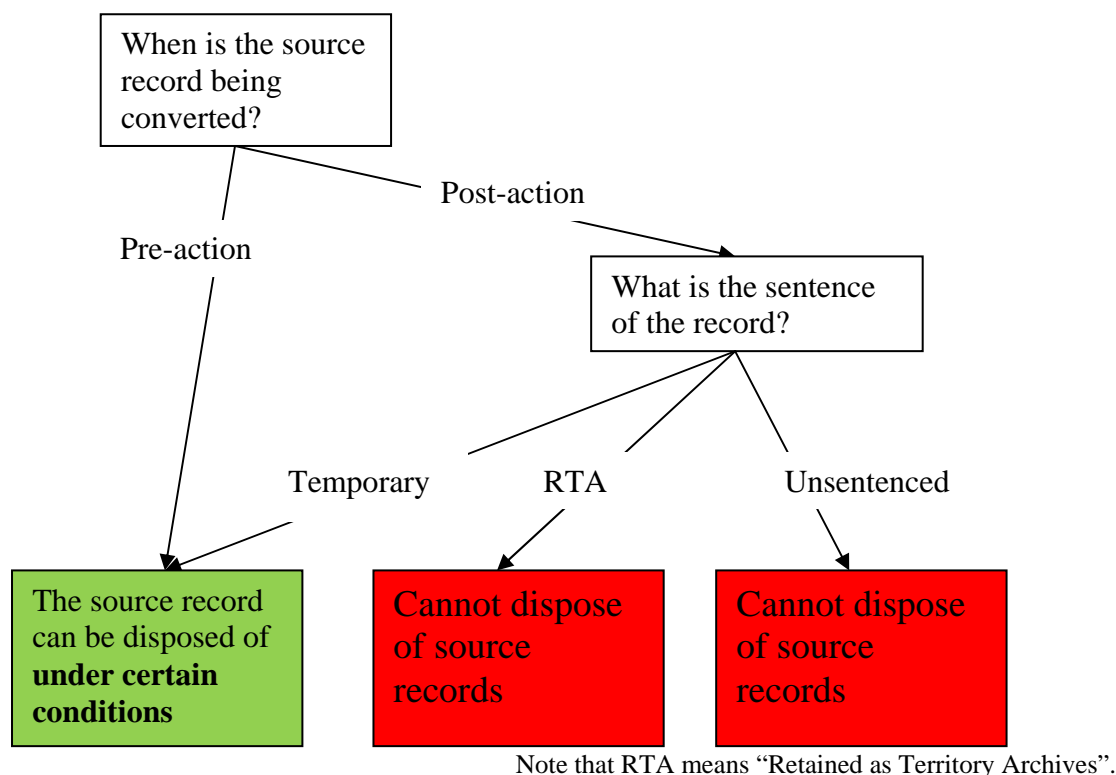 When is the source
record being
converted?
Post-action
Pre-action
What is the sentence
of the record?
Temporary
RTA
Unsentenced
The source record
can be disposed of
under certain
conditions
Cannot dispose
of source
records
Cannot dispose
of source
records
Note that RTA means “Retained as Territory Archives”.